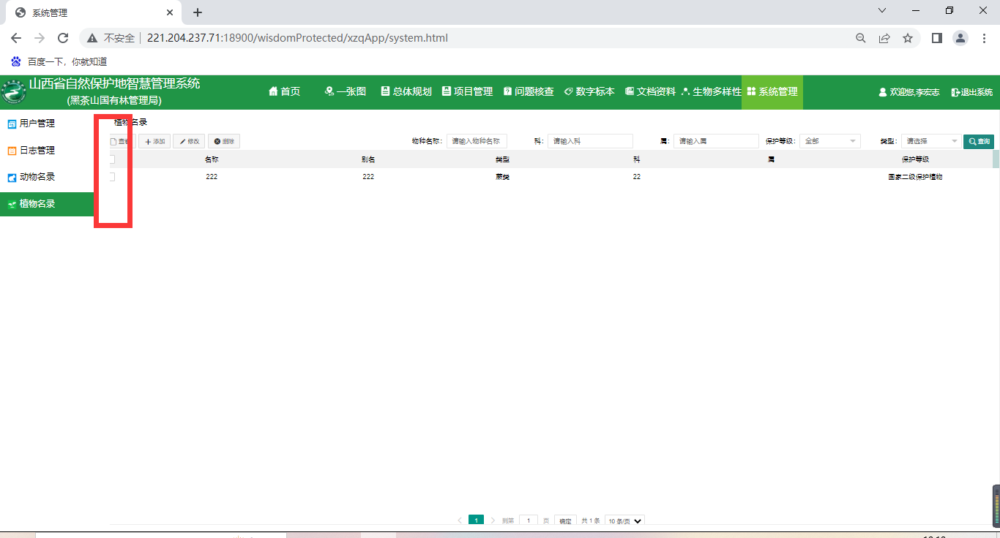 系统管理
不安全 221.204.237.71:18900/wisdomProtected/xzqApp/system.html
百度一下，你就知道
山西省自然保护地智慧管理系统
(黑茶山国有林管理局)
首页 一张图 总体规划 项目管理 问题核查 数字标本 文档资料 生物多样性 系统管理 欢迎您,李宏志 退出系统
用户管理
日志管理
动物名录
植物名录
植物名录
查看 添加 修改 删除 物种名称: 请输入物种名称 科: 请输入科 属: 请输入属 保护等级: 全部 类型: 请选择 查询
名称 别名 类型 科 属 保护等级
222 222 蕨类 22 国家二级保护植物
1 到第 1 页 确定 共 1 条 10 条/页